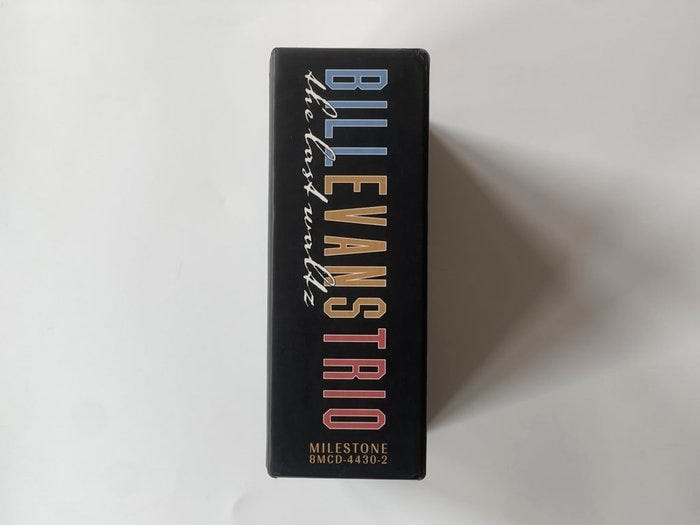 BILL EVANS TRIO
the last waltz
MILESTONE
8MCD-4430-2